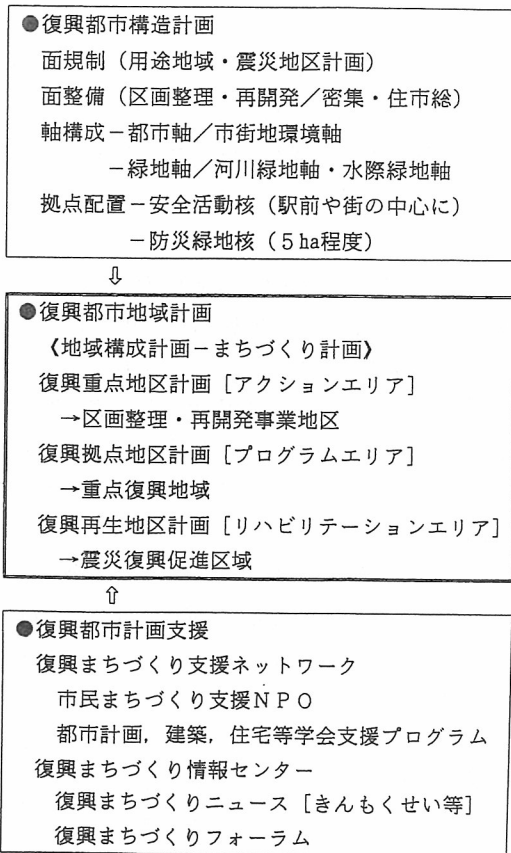 ●復興都市構造計画
面規制（用途地域・震災地区計画）
面整備（区画整理・再開発／密集・住市総）
軸構成－都市軸／市街地環境軸
－緑地軸／河川緑地軸・水際緑地軸
拠点配置－安全活動核（駅前や街の中心に）
－防災緑地核（５ha程度）
⇩
●復興都市地域計画
《地域構成計画－まちづくり計画》
復興重点地区計画［アクションエリア］
→区画整理・再開発事業地区
復興拠点地区計画［プログラムエリア］
→重点復興地域
復興再生地区計画［リハビリテーションエリア］
→震災復興促進区域
⇧
●復興都市計画支援
復興まちづくり支援ネットワーク
市民まちづくり支援ＮＰＯ
都市計画，建築，住宅等学会支援プログラム
復興まちづくり情報センター
復興まちづくりニュース［きんもくせい等］
復興まちづくりフォーラム